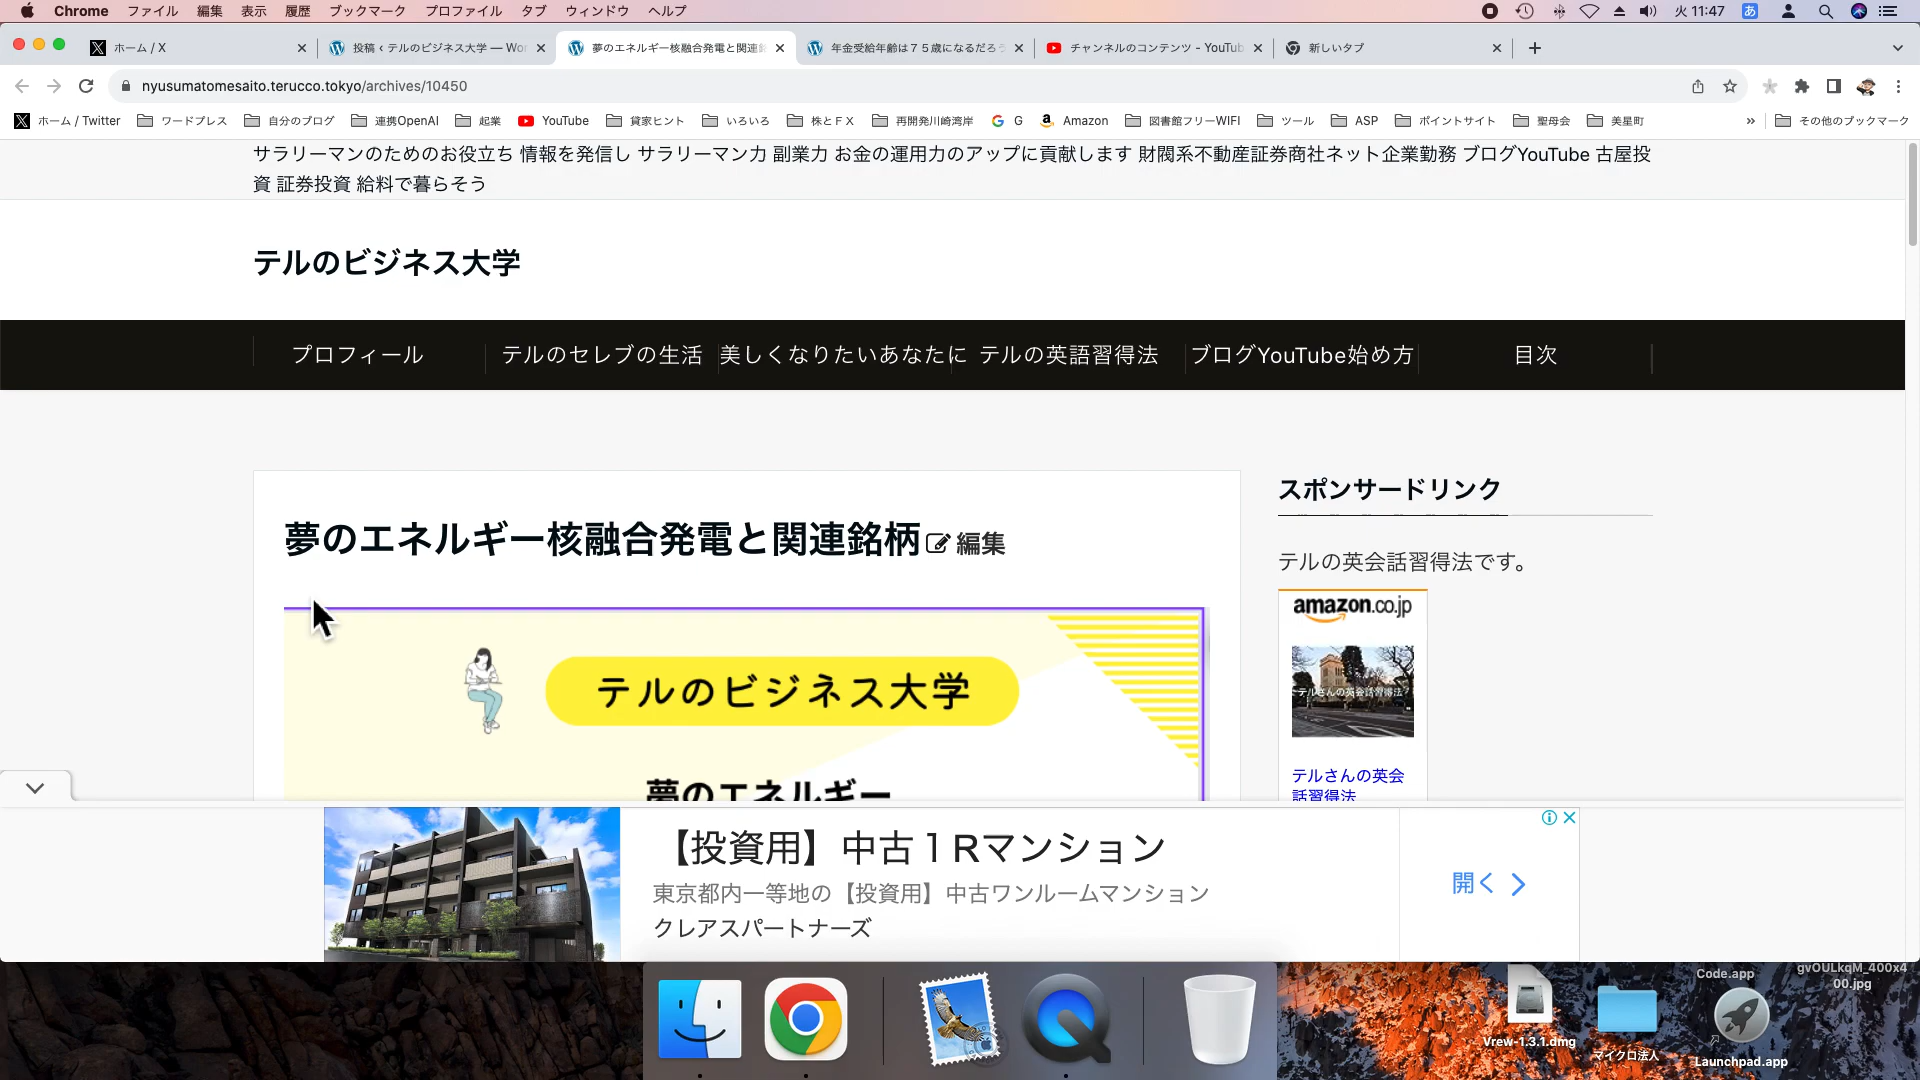 Chrome ファイル 編集 表示 履歴 ブックマーク プロファイル タブ ウィンドウ ヘルプ 火 11:47 あ
ホーム / X
投稿 ‹ テルのビジネス大学 — Wor
夢のエネルギー核融合発電と関連銘
年金受給年齢は７５歳になるだろう
チャンネルのコンテンツ - YouTub
新しいタブ
nyusumatomesaito.terucco.tokyo/archives/10450
ホーム / Twitter ワードプレス 自分のブログ 連携OpenAI 起業 YouTube 貸家ヒント いろいろ 株とＦＸ 再開発川崎湾岸 G Amazon 図書館フリーWIFI ツール ASP ポイントサイト 聖母会 美星町 » その他のブックマーク
サラリーマンのためのお役立ち 情報を発信し サラリーマン力 副業力 お金の運用力のアップに貢献します 財閥系不動産証券商社ネット企業勤務 ブログYouTube 古屋投
資 証券投資 給料で暮らそう
テルのビジネス大学
プロフィール テルのセレブの生活 美しくなりたいあなたに テルの英語習得法 ブログYouTube始め方 目次
夢のエネルギー核融合発電と関連銘柄 編集
テルのビジネス大学
夢のエネルギー
スポンサードリンク
テルの英会話習得法です。
amazon.co.jp
テルさんの英会話習得法
テルさんの英会
話習得法
【投資用】中古１Rマンション
東京都内一等地の【投資用】中古ワンルームマンション
クレアスパートナーズ
開く
Code.app
gvOULkqM_400x4
00.jpg
Vrew-1.3.1.dmg
マイクロ法人
Launchpad.app